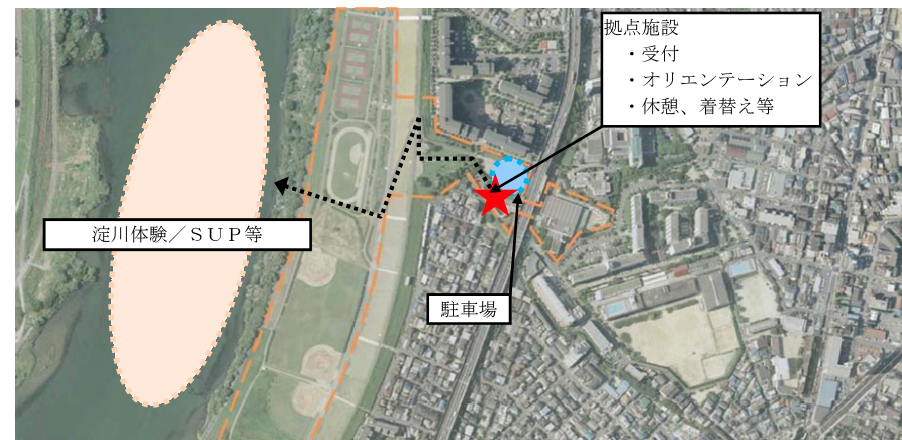 拠点施設
・受付
・オリエンテーション
・休憩、着替え等
淀川体験／ＳＵＰ等
駐車場